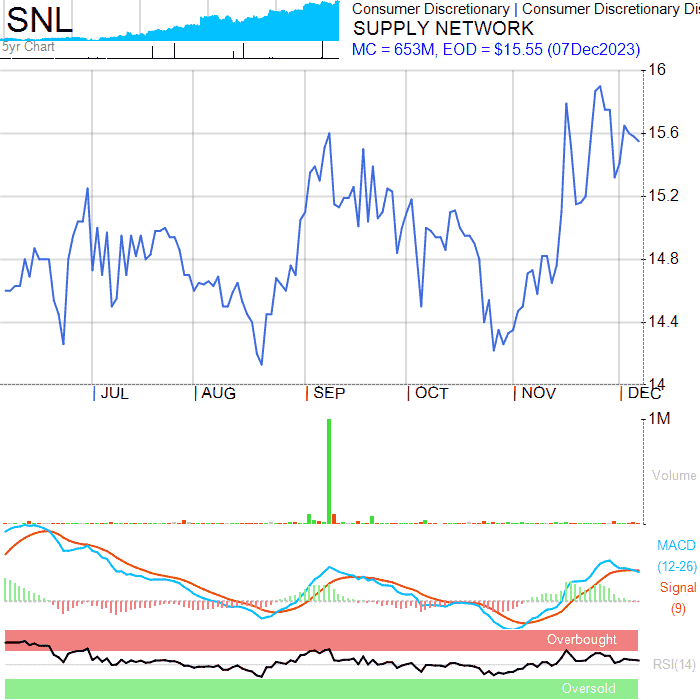 SNL
5yr Chart
Consumer Discretionary | Consumer Discretionary Dis
SUPPLY NETWORK
MC = 653M, EOD = $15.55 (07Dec2023)
16
15.6
15.2
14.8
14.4
14
JUL
AUG
SEP
OCT
NOV
DEC
1M
Volume
MACD
(12-26)
Signal
(9)
Overbought
RSI(14)
Oversold